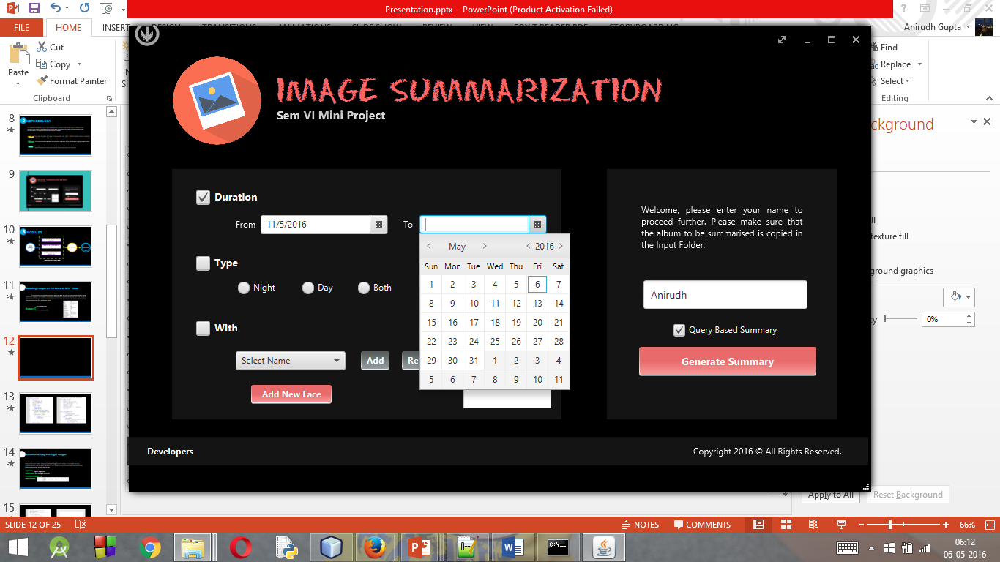 Presentation.pptx - PowerPoint (Product Activation Failed)
FILE HOME INSERT
Anirudh Gupta
Cut
Copy
Format Painter
Paste
Clipboard
Find
Replace
Select
Editing
IMAGE SUMMARIZATION
Sem VI Mini Project
Duration
From- 11/5/2016 To-
May 2016
Sun Mon Tue Wed Thu Fri Sat
1 2 3 4 5 6 7
8 9 10 11 12 13 14
15 16 17 18 19 20 21
22 23 24 25 26 27 28
29 30 31 1 2 3 4
5 6 7 8 9 10 11
Type
Night Day Both
With
Select Name Add
Add New Face
Welcome, please enter your name to
proceed further. Please make sure that
the album to be summarised is copied in
the Input Folder.
Anirudh
Query Based Summary
Generate Summary
Developers
Copyright 2016 © All Rights Reserved.
8
METHODOLOGY
9
10
MODULES
11
12
13
14
15
ckground
texture fill
ground graphics
0%
Apply to All Reset Background
SLIDE 12 OF 25
NOTES COMMENTS 66%
06:12
06-05-2016